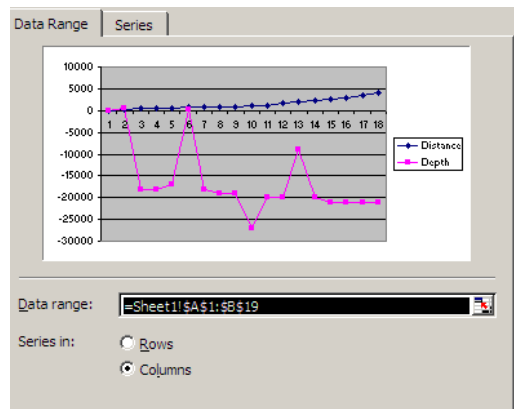 Data Range Series
10000
5000
0
-5000
-10000
-15000
-20000
-25000
-30000
1 2 3 4 5 6 7 8 9 10 11 12 13 14 15 16 17 18
Distance
Depth
Data range: =Sheet1!$A$1:$B$19
Series in: Rows
Columns